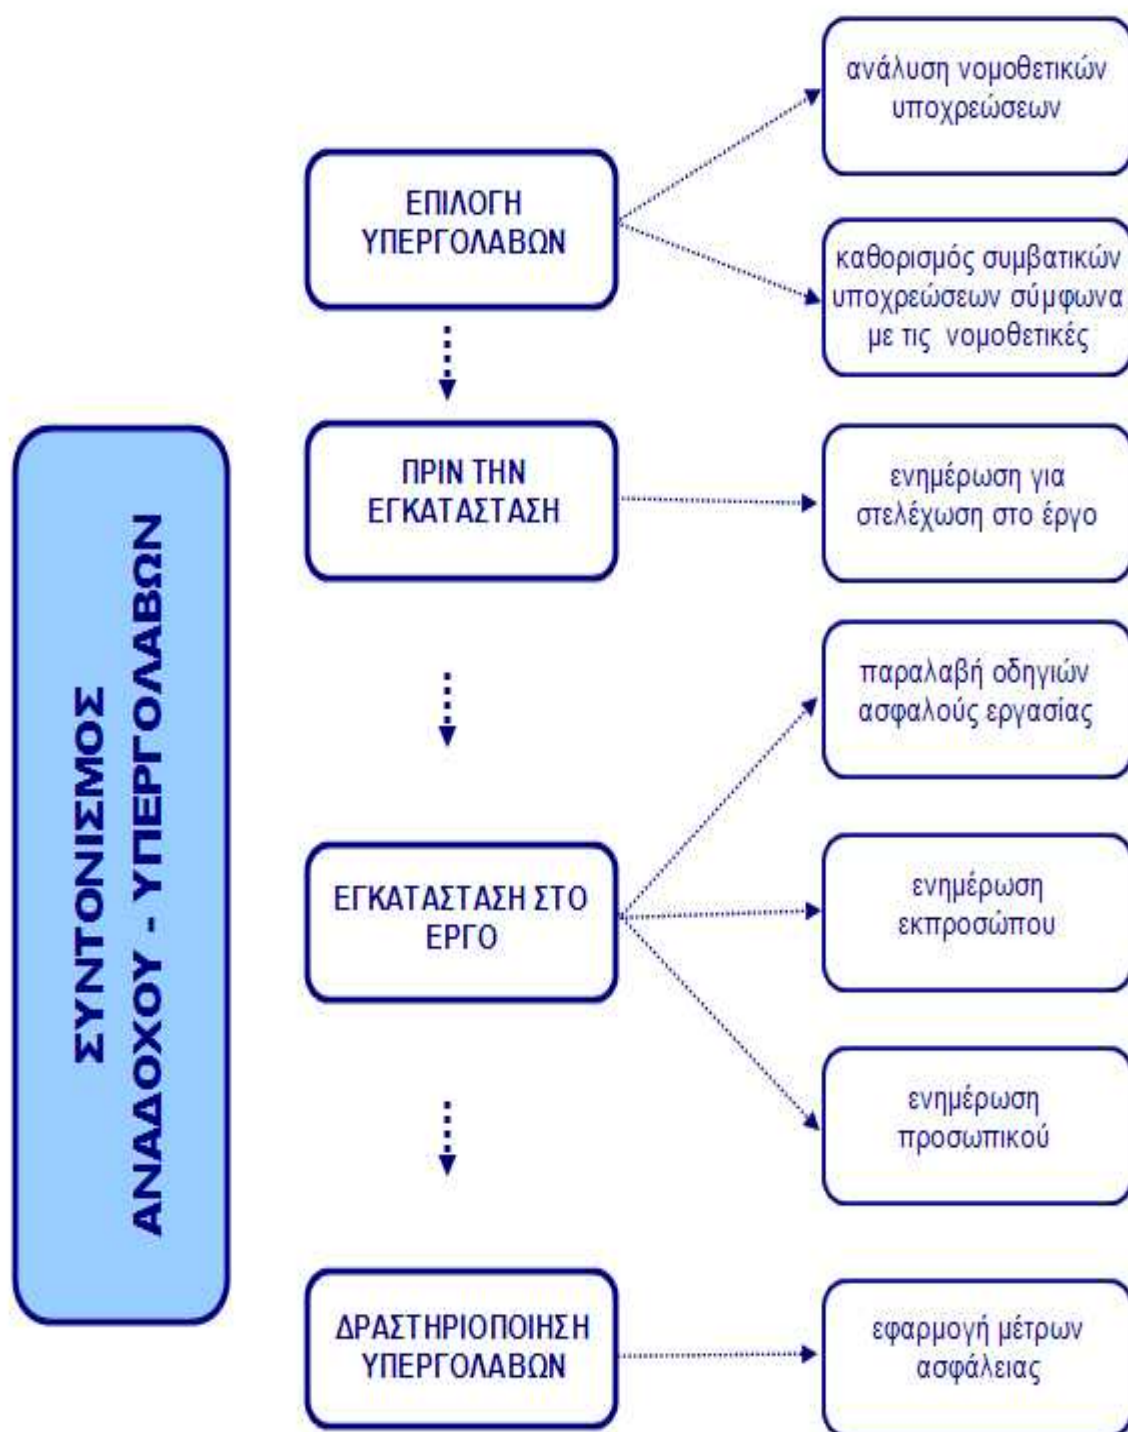 ΣΥΝΤΟΝΙΣΜΟΣ
ΑΝΑΔΟΧΟΥ - ΥΠΕΡΓΟΛΑΒΩΝ
ΕΠΙΛΟΓΗ
ΥΠΕΡΓΟΛΑΒΩΝ
ανάλυση νομοθετικών
υποχρεώσεων
καθορισμός συμβατικών
υποχρεώσεων σύμφωνα
με τις νομοθετικές
ΠΡΙΝ ΤΗΝ
ΕΓΚΑΤΑΣΤΑΣΗ
ενημέρωση για
στελέχωση στο έργο
ΕΓΚΑΤΑΣΤΑΣΗ ΣΤΟ
ΕΡΓΟ
παραλαβή οδηγιών
ασφαλούς εργασίας
ενημέρωση
εκπροσώπου
ενημέρωση
προσωπικού
ΔΡΑΣΤΗΡΙΟΠΟΙΗΣΗ
ΥΠΕΡΓΟΛΑΒΩΝ
εφαρμογή μέτρων
ασφάλειας